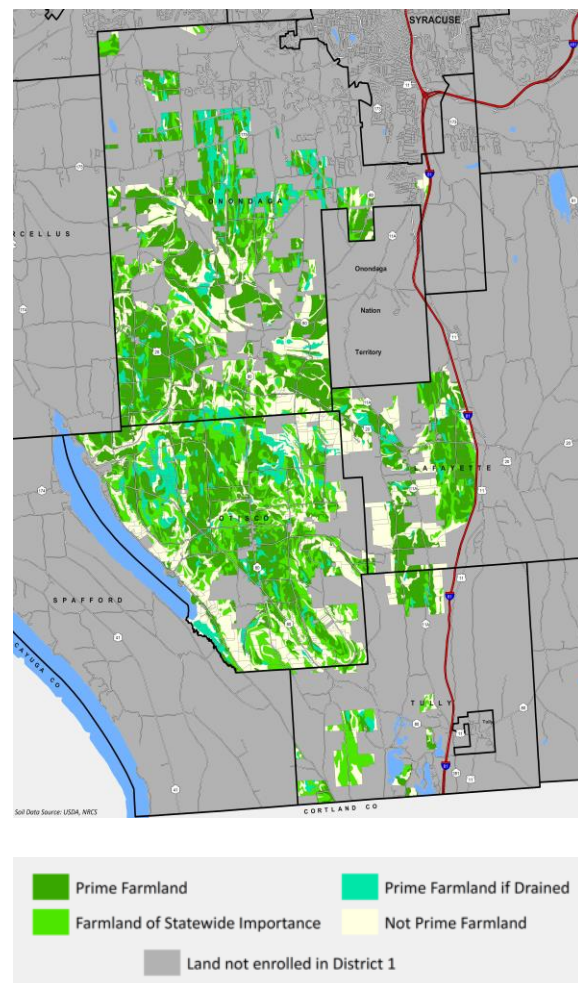 SYRACUSE
ONONDAGA
RCELLUS
Onondaga
Nation
Territory
LAFAYETTE
OTISCO
SPAFFORD
CAYUGA CO
TULLY
Tully
Soil Data Source: USDA, NRCS
CORTLAND CO
Prime Farmland
Prime Farmland if Drained
Farmland of Statewide Importance
Not Prime Farmland
Land not enrolled in District 1